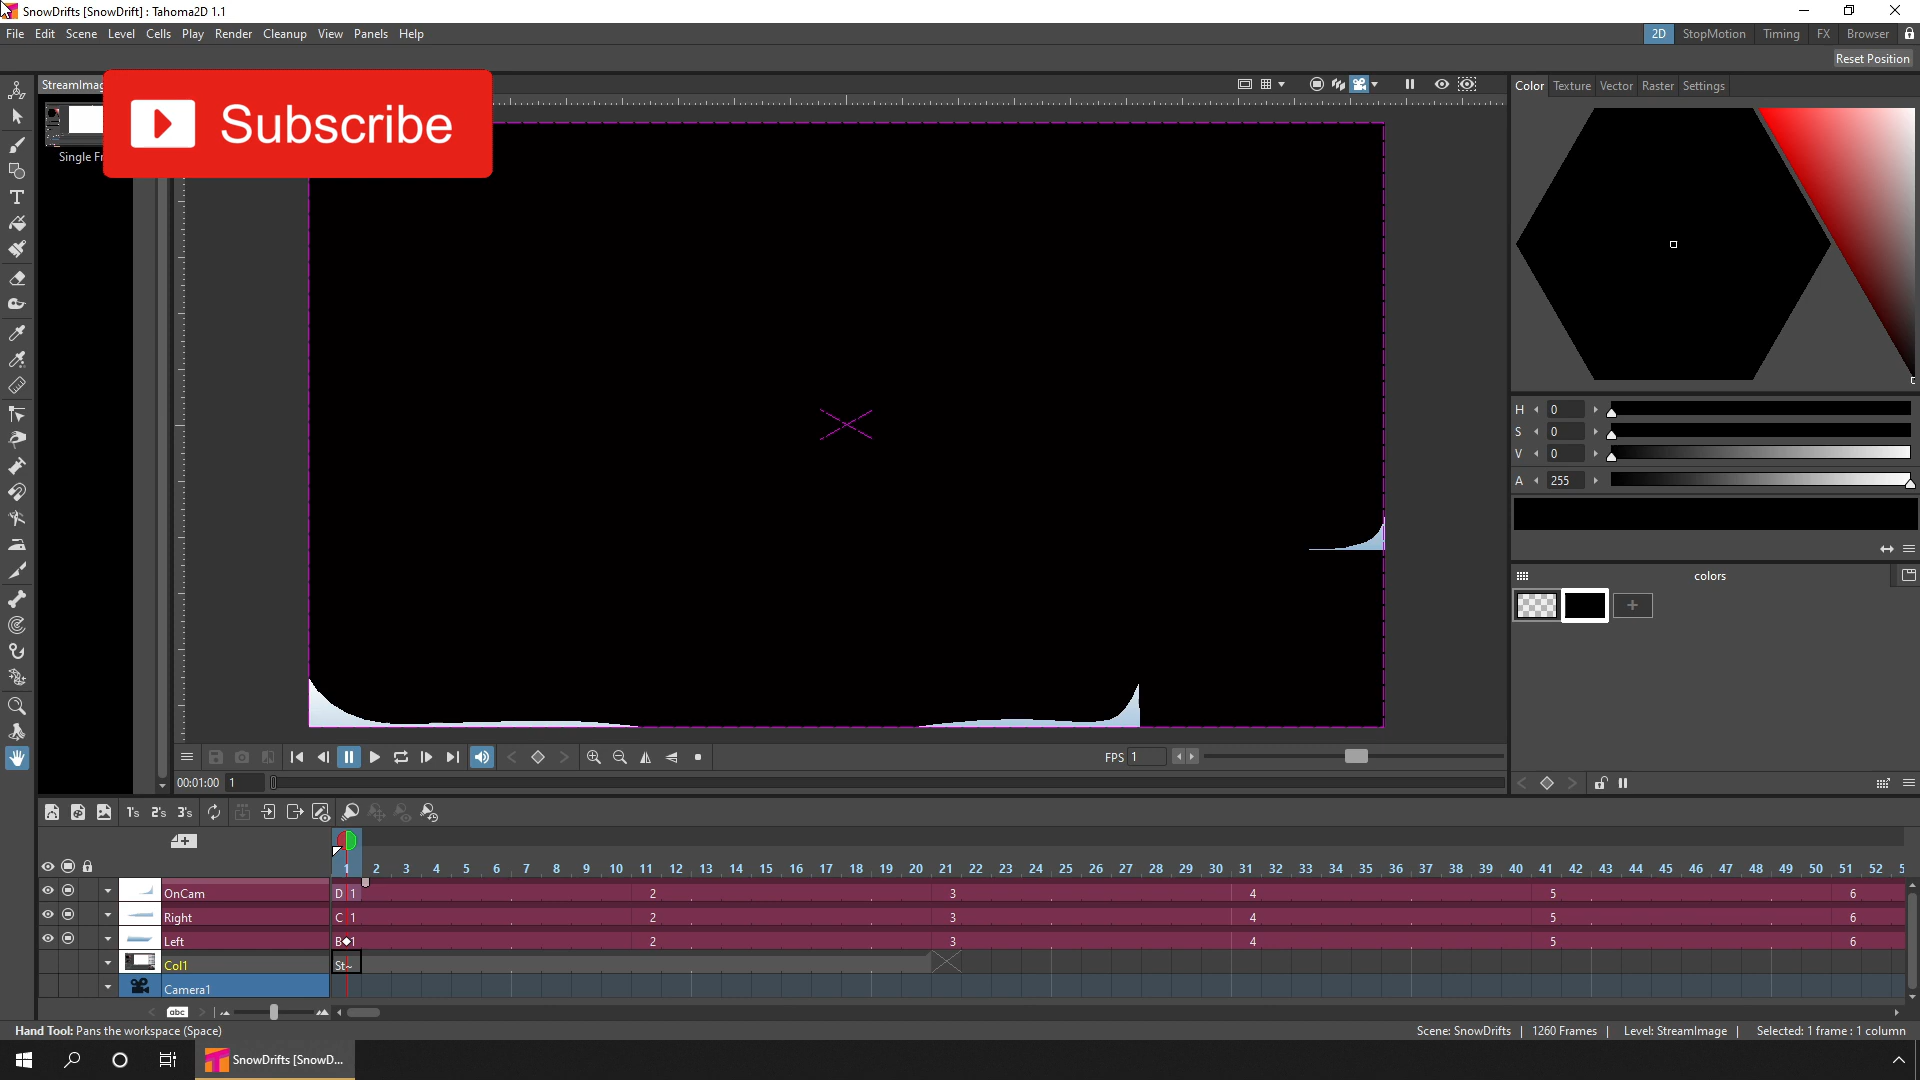 SnowDrifts [SnowDrift] : Tahoma2D 1.1
File Edit Scene Level Cells Play Render Cleanup View Panels Help
2D StopMotion Timing FX Browser
Reset Position
StreamImag
Subscribe
Color Texture Vector Raster Settings
Single Fr
H 0
S 0
V 0
A 255
colors
FPS 1
00:01:00 1
1's 2's 3's
1 2 3 4 5 6 7 8 9 10 11 12 13 14 15 16 17 18 19 20 21 22 23 24 25 26 27 28 29 30 31 32 33 34 35 36 37 38 39 40 41 42 43 44 45 46 47 48 49 50 51 52 5
OnCam D 1 2 3 4 5 6
Right C 1 2 3 4 5 6
Left B 1 2 3 4 5 6
Col1 St~
Camera1
abc
Hand Tool: Pans the workspace (Space)
Scene: SnowDrifts | 1260 Frames | Level: StreamImage | Selected: 1 frame : 1 column
SnowDrifts [SnowD...